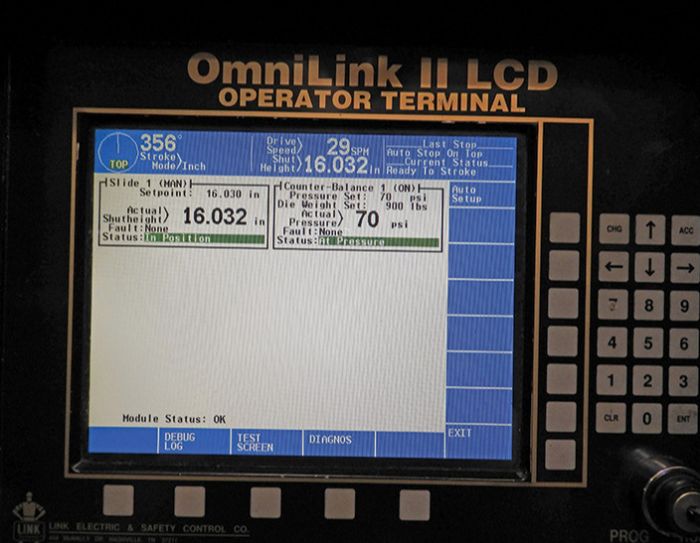 OmniLink II LCD
OPERATOR TERMINAL
356°
TOP
Stroke>
Mode/Inch
Drive>
Speed>
29SPM
Shut>
Height>
16.032in
Last Stop
Auto Stop On Top
Current Status
Ready To Stroke
Slide 1 (MAN)
Setpoint: 16.030 in
Actual>
Shutheight>
16.032 in
Fault:None
Status:In Position
Counter-Balance 1 (ON)
Pressure Set: 70 psi
Die Weight Set: 900 lbs
Actual>
Pressure>
70 psi
Fault:None
Status:At Pressure
Auto
Setup
Module Status: OK
DEBUG
LOG
TEST
SCREEN
DIAGNOS
EXIT
CHG ↑ ACC
← ↓ →
7 8 9
4 5 6
1 2 3
CLR 0 ENT
LINK
LINK ELECTRIC & SAFETY CONTROL CO.
PROG